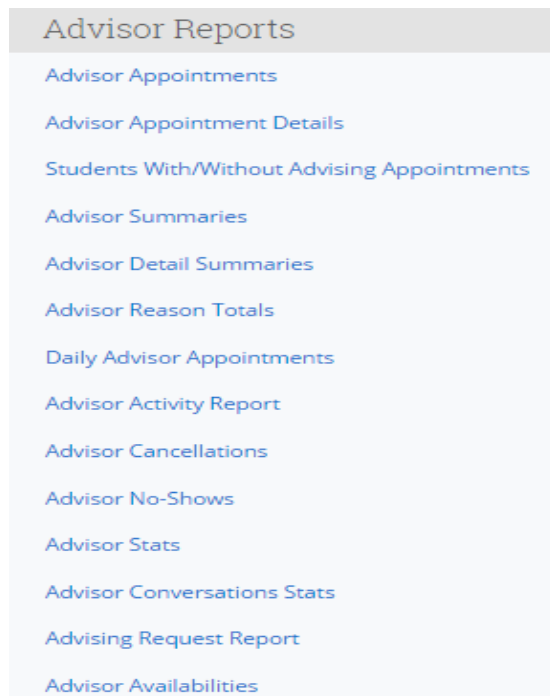 Advisor Reports
Advisor Appointments
Advisor Appointment Details
Students With/Without Advising Appointments
Advisor Summaries
Advisor Detail Summaries
Advisor Reason Totals
Daily Advisor Appointments
Advisor Activity Report
Advisor Cancellations
Advisor No-Shows
Advisor Stats
Advisor Conversations Stats
Advising Request Report
Advisor Availabilities